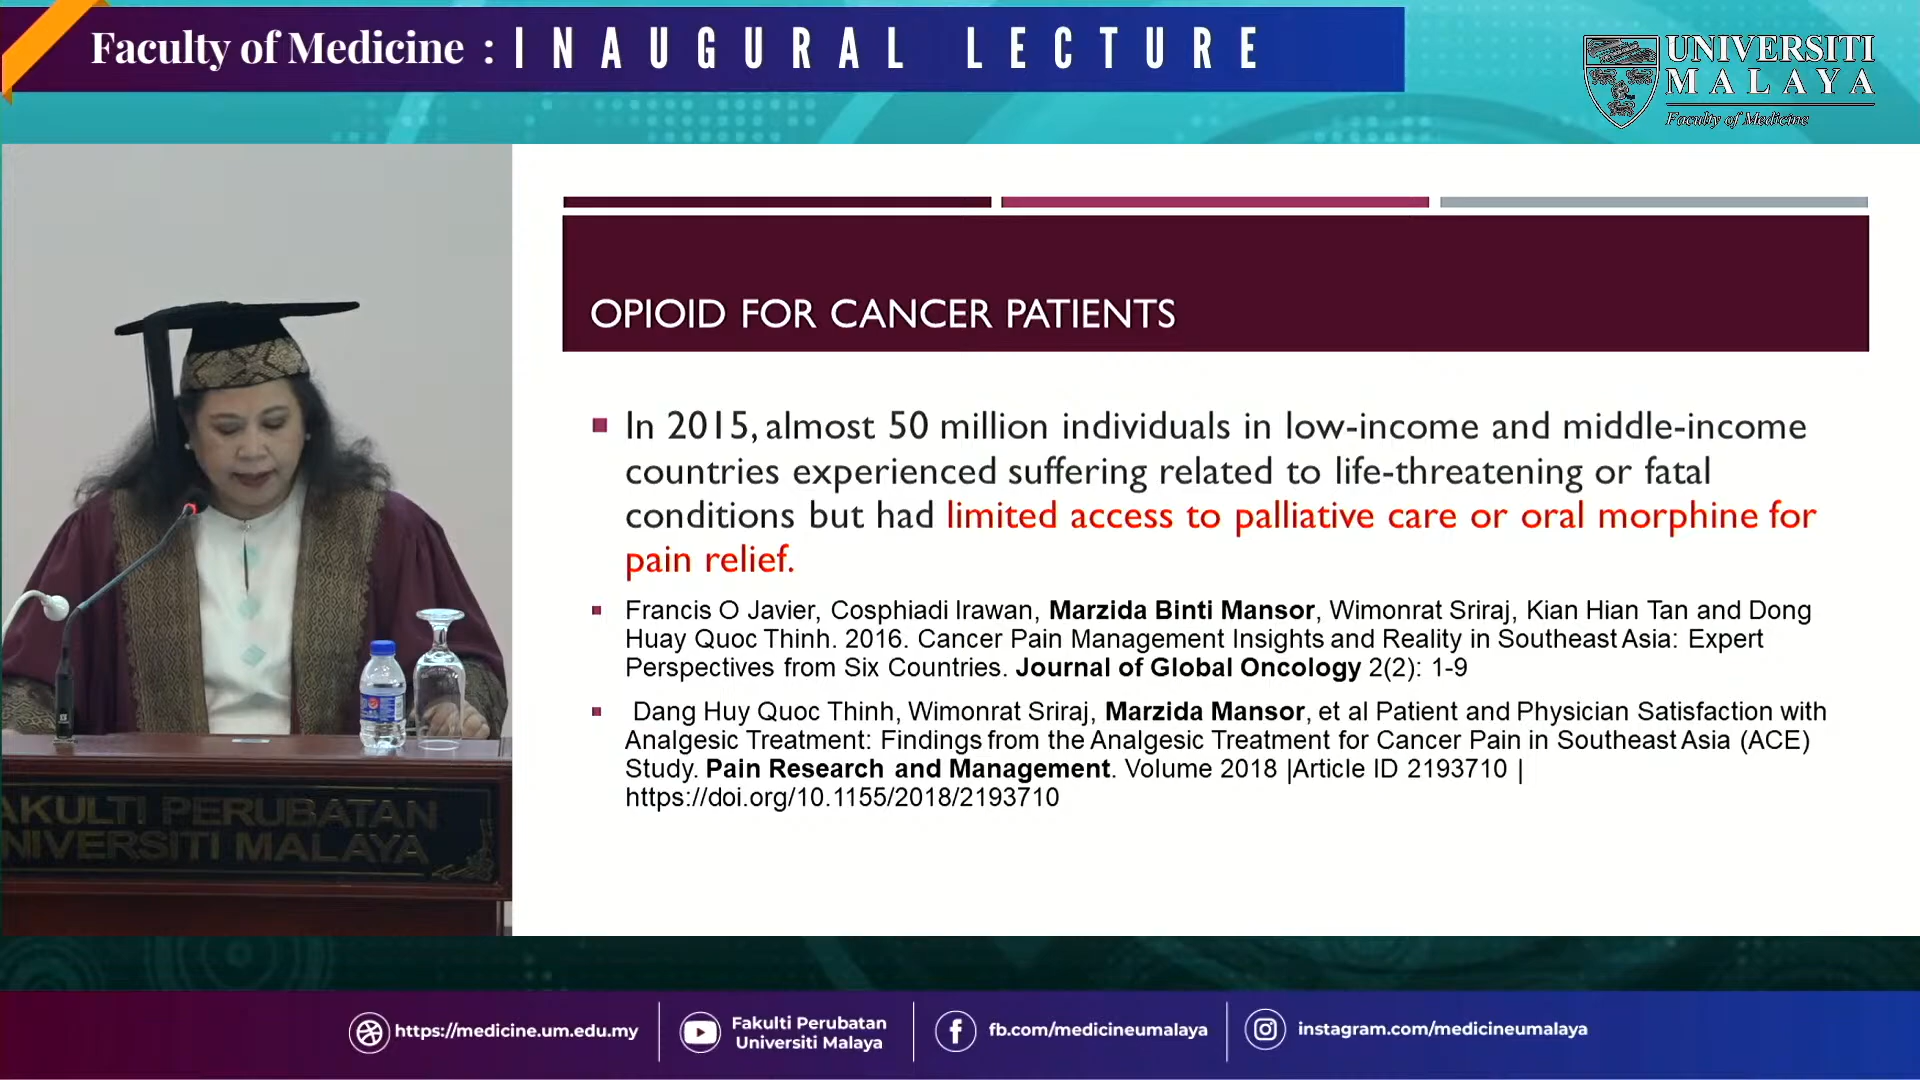 Faculty of Medicine : INAUGURAL LECTURE
UNIVERSITI
MALAYA
Faculty of Medicine
OPIOID FOR CANCER PATIENTS
In 2015, almost 50 million individuals in low-income and middle-income
countries experienced suffering related to life-threatening or fatal
conditions but had limited access to palliative care or oral morphine for
pain relief.
Francis O Javier, Cosphiadi Irawan, Marzida Binti Mansor, Wimonrat Sriraj, Kian Hian Tan and Dong
Huay Quoc Thinh. 2016. Cancer Pain Management Insights and Reality in Southeast Asia: Expert
Perspectives from Six Countries. Journal of Global Oncology 2(2): 1-9
Dang Huy Quoc Thinh, Wimonrat Sriraj, Marzida Mansor, et al Patient and Physician Satisfaction with
Analgesic Treatment: Findings from the Analgesic Treatment for Cancer Pain in Southeast Asia (ACE)
Study. Pain Research and Management. Volume 2018 |Article ID 2193710 |
https://doi.org/10.1155/2018/2193710
AKULTI PERUBATAN
NIVERSITI MALAYA
https://medicine.um.edu.my
Fakulti Perubatan
Universiti Malaya
fb.com/medicineumalaya
instagram.com/medicineumalaya